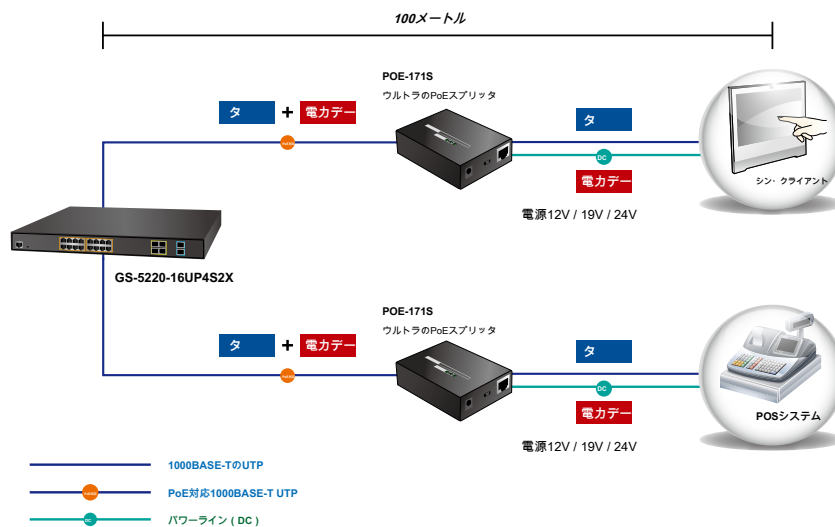 100メートル
POE-171S
ウルトラのPoEスプリッタ
タ + 電力デー
タ
DC
電力デー
シン・クライアント
電源12V / 19V / 24V
GS-5220-16UP4S2X
POE-171S
ウルトラのPoEスプリッタ
タ + 電力デー
タ
DC
電力デー
POSシステム
電源12V / 19V / 24V
1000BASE-TのUTP
PoE対応1000BASE-T UTP
DC パワーライン ( DC )